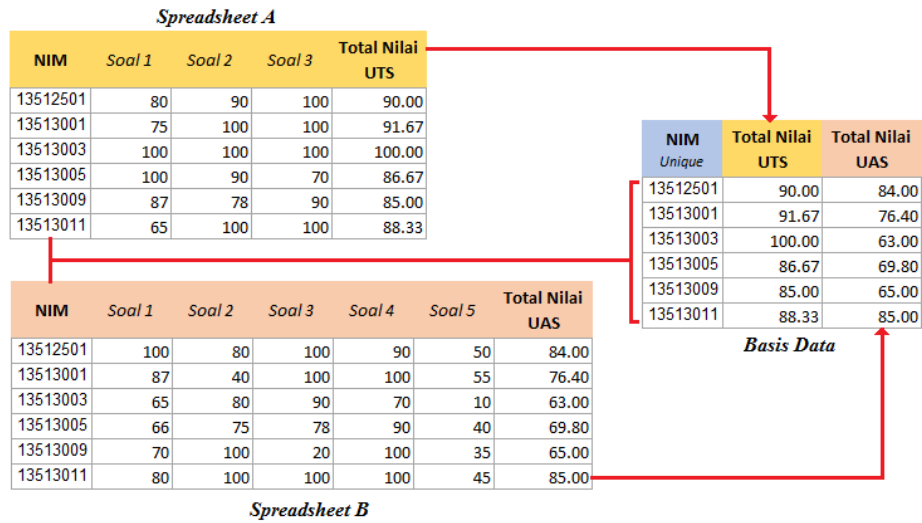 Spreadsheet A
NIM Soal 1 Soal 2 Soal 3 Total Nilai UTS
13512501 80 90 100 90.00
13513001 75 100 100 91.67
13513003 100 100 100 100.00
13513005 100 90 70 86.67
13513009 87 78 90 85.00
13513011 65 100 100 88.33
NIM Unique Total Nilai UTS Total Nilai UAS
13512501 90.00 84.00
13513001 91.67 76.40
13513003 100.00 63.00
13513005 86.67 69.80
13513009 85.00 65.00
13513011 88.33 85.00
Basis Data
NIM Soal 1 Soal 2 Soal 3 Soal 4 Soal 5 Total Nilai UAS
13512501 100 80 100 90 50 84.00
13513001 87 40 100 100 55 76.40
13513003 65 80 90 70 10 63.00
13513005 66 75 78 90 40 69.80
13513009 70 100 20 100 35 65.00
13513011 80 100 100 100 45 85.00
Spreadsheet B